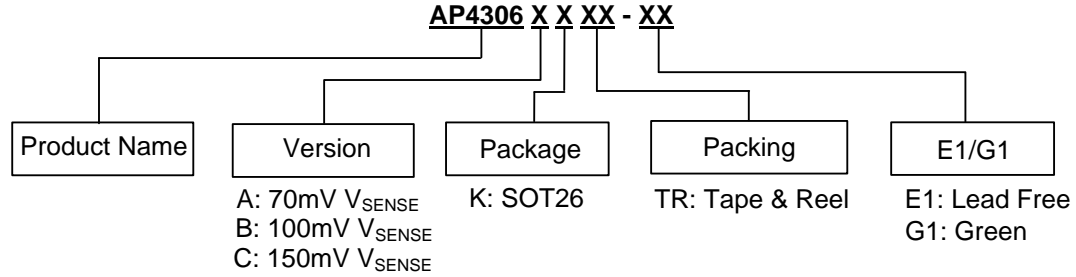 AP4306 X X XX - XX
Product Name
Version
Package
Packing
E1/G1
A: 70mV VSENSE
B: 100mV VSENSE
C: 150mV VSENSE
K: SOT26
TR: Tape & Reel
E1: Lead Free
G1: Green